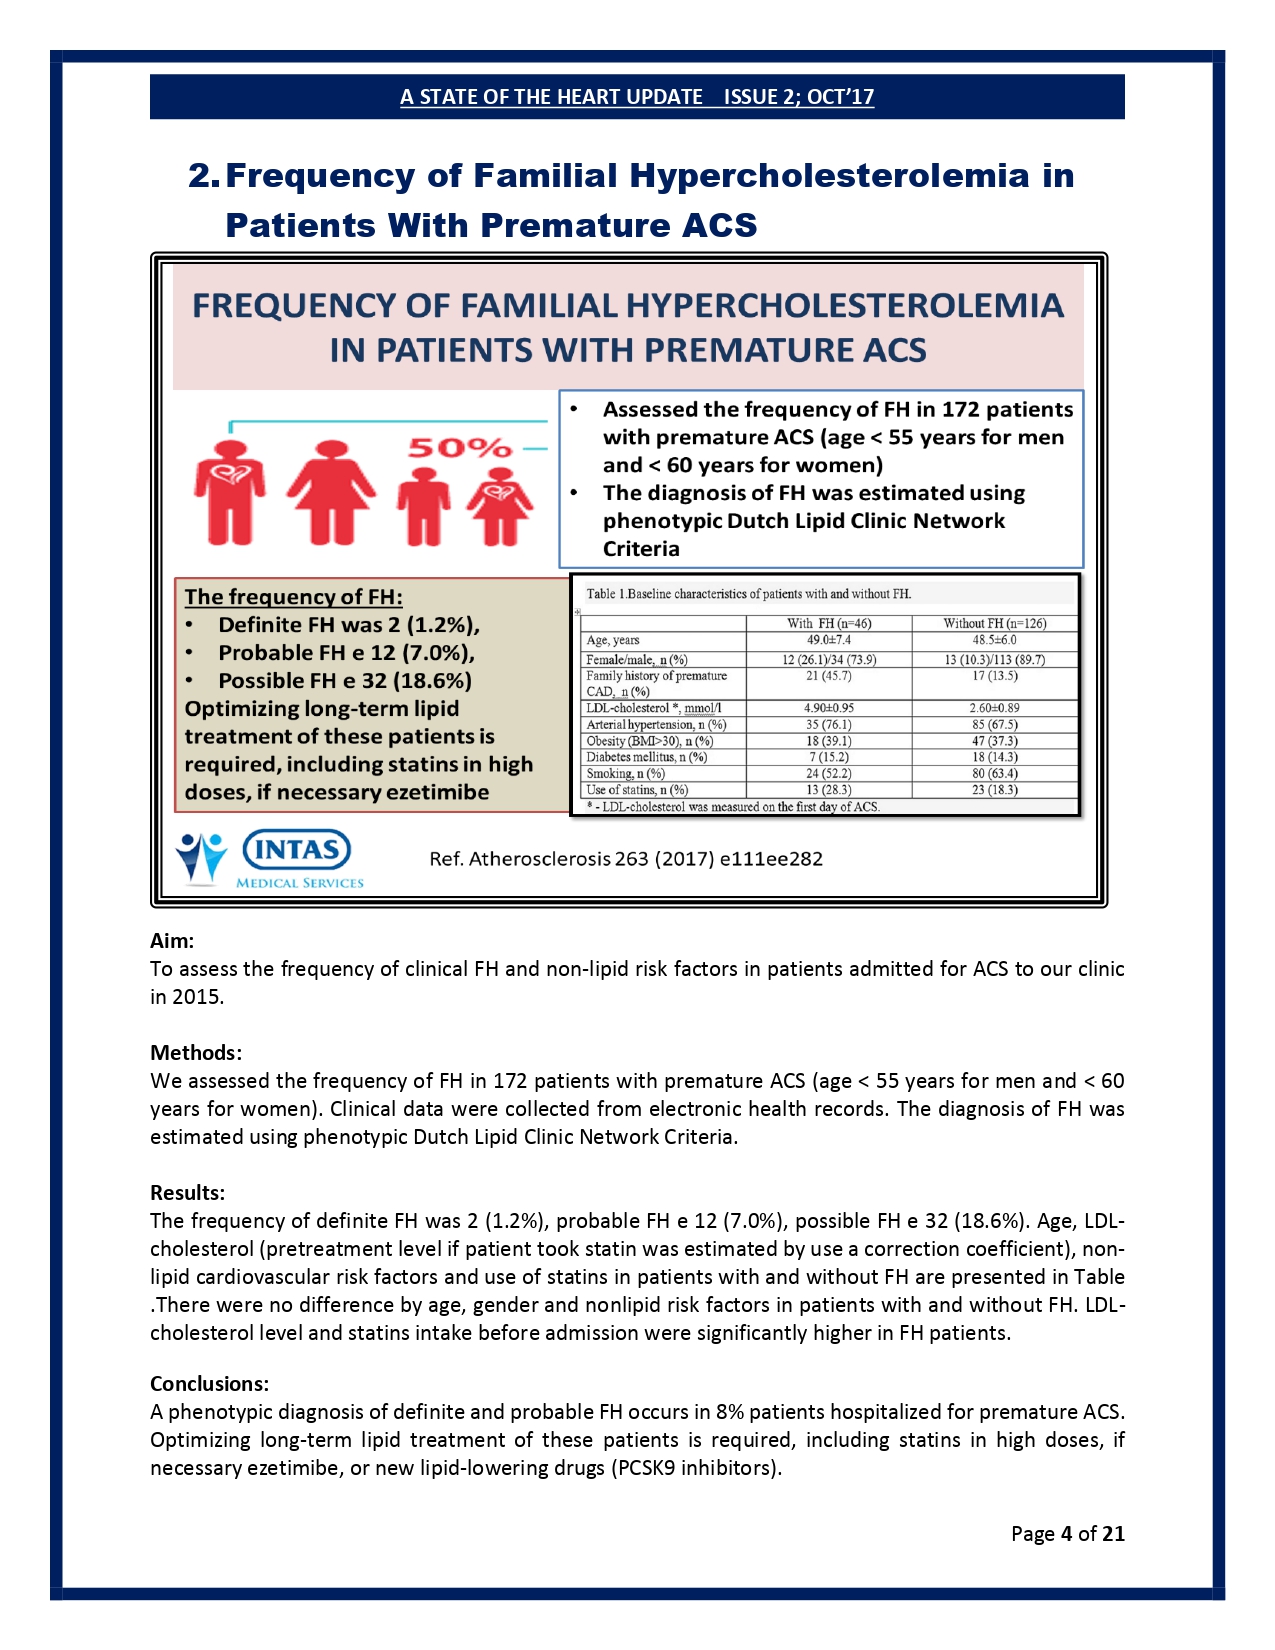 A STATE OF THE HEART UPDATE ISSUE 2; OCT’17
2. Frequency of Familial Hypercholesterolemia in
Patients With Premature ACS
FREQUENCY OF FAMILIAL HYPERCHOLESTEROLEMIA
IN PATIENTS WITH PREMATURE ACS
50%
• Assessed the frequency of FH in 172 patients
with premature ACS (age < 55 years for men
and < 60 years for women)
• The diagnosis of FH was estimated using
phenotypic Dutch Lipid Clinic Network
Criteria
The frequency of FH:
• Definite FH was 2 (1.2%),
• Probable FH e 12 (7.0%),
• Possible FH e 32 (18.6%)
Optimizing long-term lipid
treatment of these patients is
required, including statins in high
doses, if necessary ezetimibe
Table 1.Baseline characteristics of patients with and without FH.
With FH (n=46) Without FH (n=126)
Age, years 49.0±7.4 48.5±6.0
Female/male, n (%) 12 (26.1)/34 (73.9) 13 (10.3)/113 (89.7)
Family history of premature 21 (45.7) 17 (13.5)
CAD, n (%)
LDL-cholesterol *, mmol/l 4.90±0.95 2.60±0.89
Arterial hypertension, n (%) 35 (76.1) 85 (67.5)
Obesity (BMI>30), n (%) 18 (39.1) 47 (37.3)
Diabetes mellitus, n (%) 7 (15.2) 18 (14.3)
Smoking, n (%) 24 (52.2) 80 (63.4)
Use of statins, n (%) 13 (28.3) 23 (18.3)
* - LDL-cholesterol was measured on the first day of ACS.
INTAS
MEDICAL SERVICES
Ref. Atherosclerosis 263 (2017) e111ee282
Aim:
To assess the frequency of clinical FH and non-lipid risk factors in patients admitted for ACS to our clinic
in 2015.
Methods:
We assessed the frequency of FH in 172 patients with premature ACS (age < 55 years for men and < 60
years for women). Clinical data were collected from electronic health records. The diagnosis of FH was
estimated using phenotypic Dutch Lipid Clinic Network Criteria.
Results:
The frequency of definite FH was 2 (1.2%), probable FH e 12 (7.0%), possible FH e 32 (18.6%). Age, LDL-
cholesterol (pretreatment level if patient took statin was estimated by use a correction coefficient), non-
lipid cardiovascular risk factors and use of statins in patients with and without FH are presented in Table
.There were no difference by age, gender and nonlipid risk factors in patients with and without FH. LDL-
cholesterol level and statins intake before admission were significantly higher in FH patients.
Conclusions:
A phenotypic diagnosis of definite and probable FH occurs in 8% patients hospitalized for premature ACS.
Optimizing long-term lipid treatment of these patients is required, including statins in high doses, if
necessary ezetimibe, or new lipid-lowering drugs (PCSK9 inhibitors).
Page 4 of 21